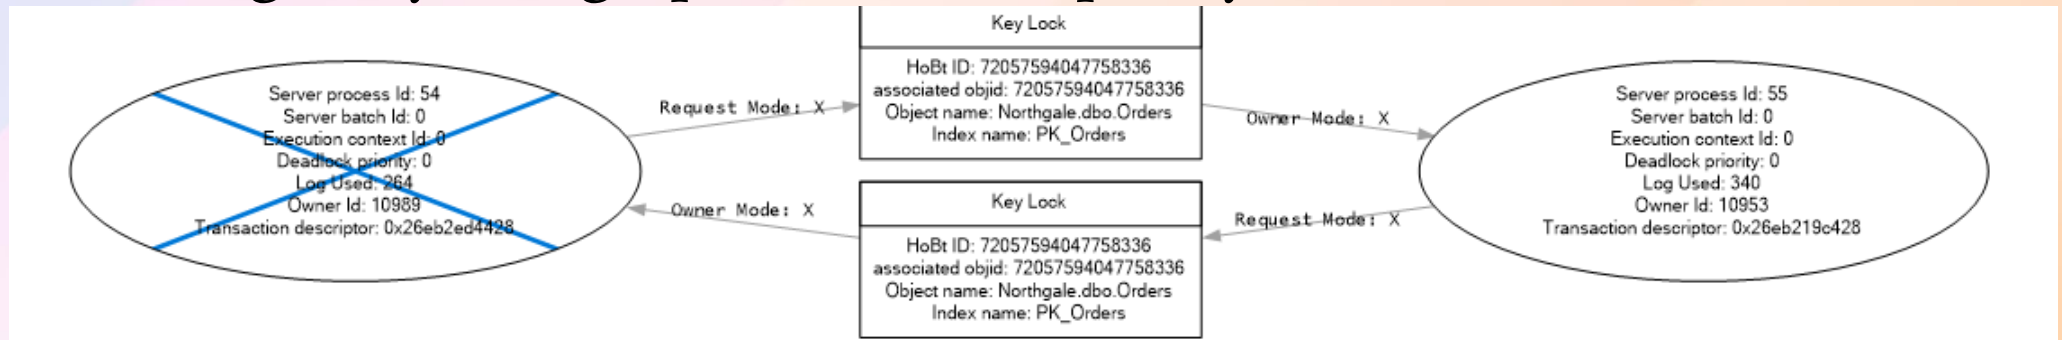 Server process Id: 54
Server batch Id: 0
Execution context Id: 0
Deadlock priority: 0
Log Used: 264
Owner Id: 10989
Transaction descriptor: 0x26eb2ed4428
Request Mode: X
Owner Mode: X
Key Lock
HoBt ID: 72057594047758336
associated objid: 72057594047758336
Object name: Northgale.dbo.Orders
Index name: PK_Orders
Key Lock
HoBt ID: 72057594047758336
associated objid: 72057594047758336
Object name: Northgale.dbo.Orders
Index name: PK_Orders
Owner Mode: X
Request Mode: X
Server process Id: 55
Server batch Id: 0
Execution context Id: 0
Deadlock priority: 0
Log Used: 340
Owner Id: 10953
Transaction descriptor: 0x26eb219c428